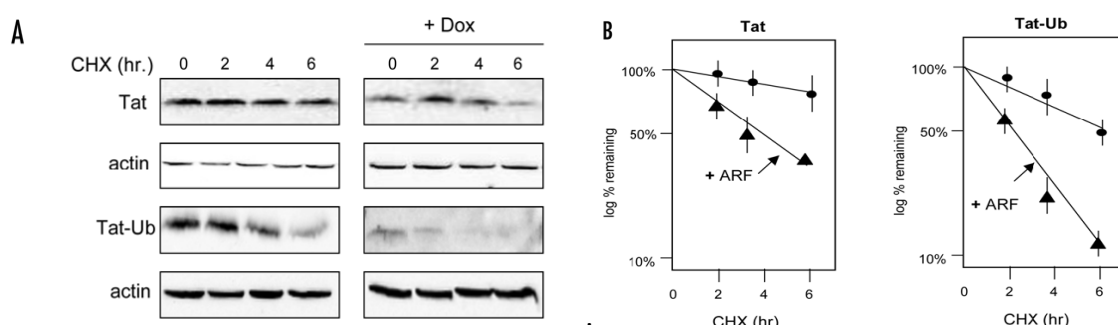 A
+ Dox
CHX (hr.) 0 2 4 6 0 2 4 6
Tat
actin
Tat-Ub
actin
B
Tat
100%
50%
10%
log % remaining
+ ARF
0 2 4 6
CHX (hr)
Tat-Ub
100%
50%
10%
log % remaining
+ ARF
0 2 4 6
CHX (hr)